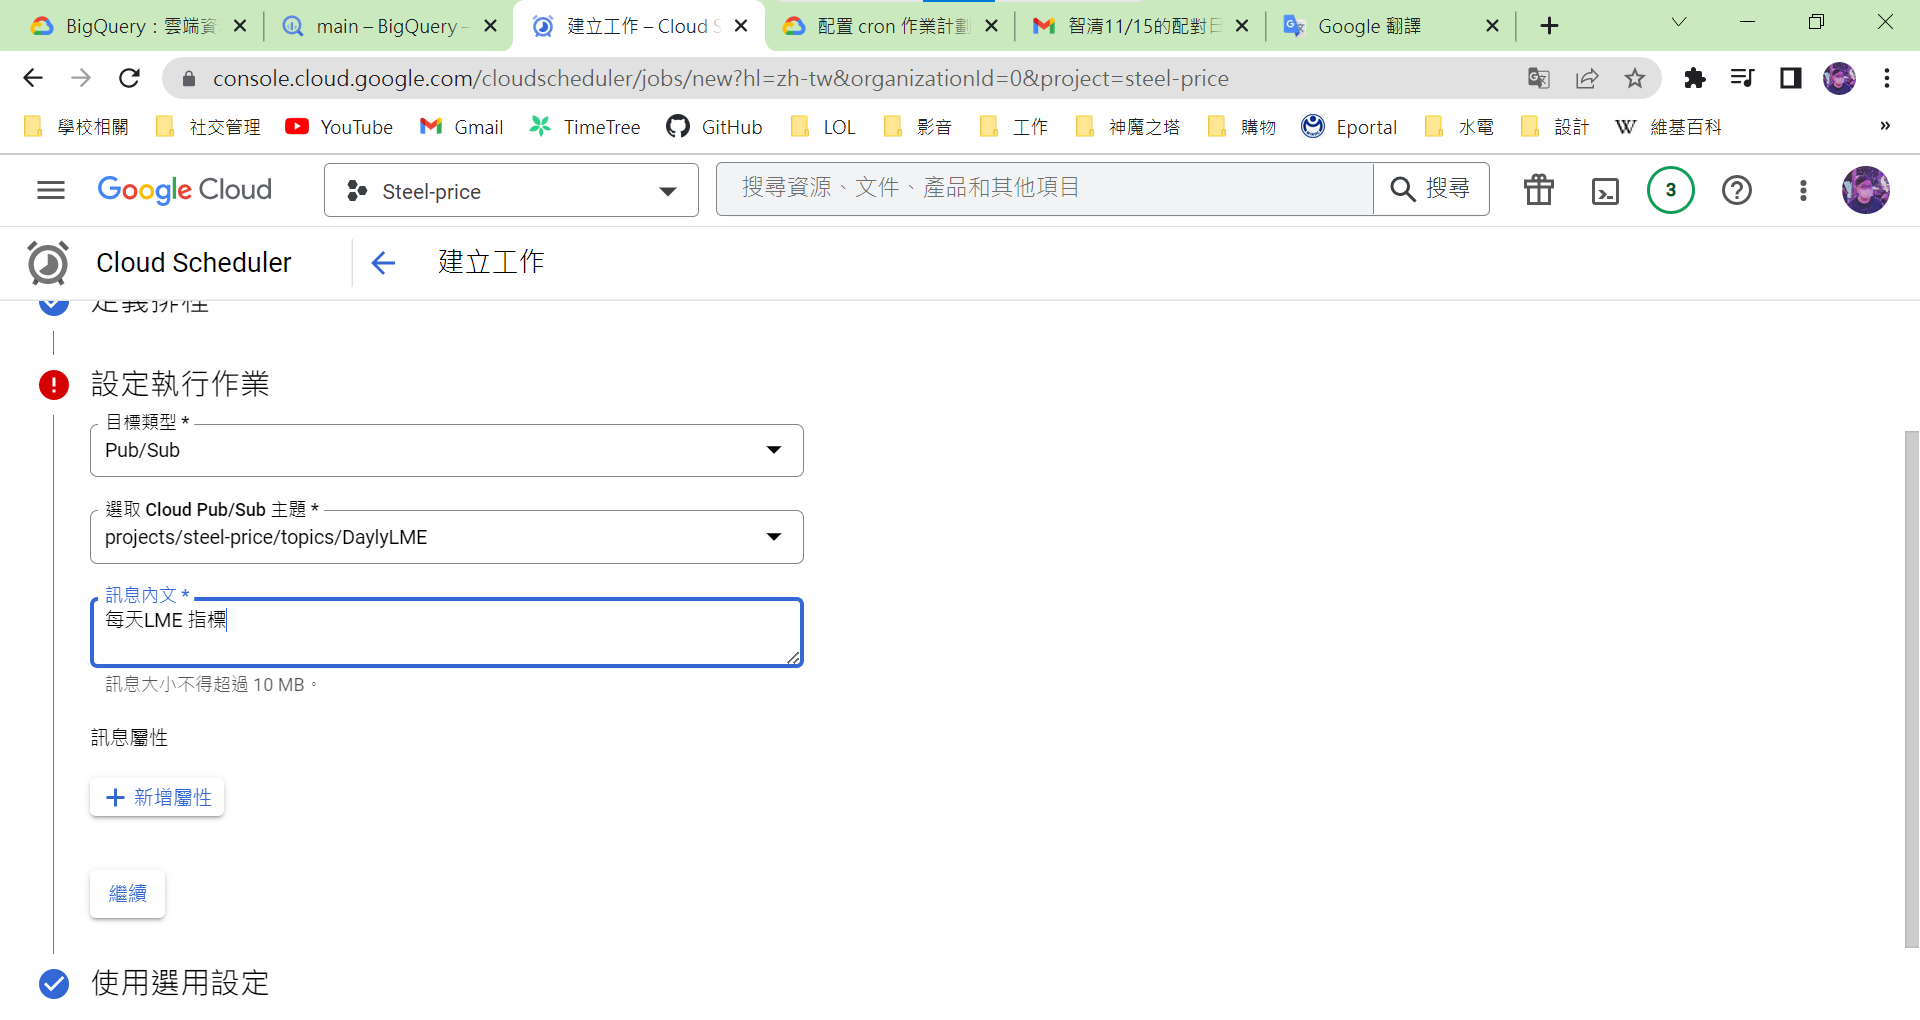 BigQuery：雲端資
main – BigQuery –
建立工作 – Cloud S
配置 cron 作業計劃
智清11/15的配對日
Google 翻譯
console.cloud.google.com/cloudscheduler/jobs/new?hl=zh-tw&organizationId=0&project=steel-price
學校相關
社交管理
YouTube
Gmail
TimeTree
GitHub
LOL
影音
工作
神魔之塔
購物
Eportal
水電
設計
W 維基百科
»
Google Cloud
Steel-price
搜尋資源、文件、產品和其他項目
搜尋
3
Cloud Scheduler
建立工作
定義排程
設定執行作業
目標類型 *
Pub/Sub
選取 Cloud Pub/Sub 主題 *
projects/steel-price/topics/DaylyLME
訊息內文 *
每天LME 指標
訊息大小不得超過 10 MB。
訊息屬性
新增屬性
繼續
使用選用設定